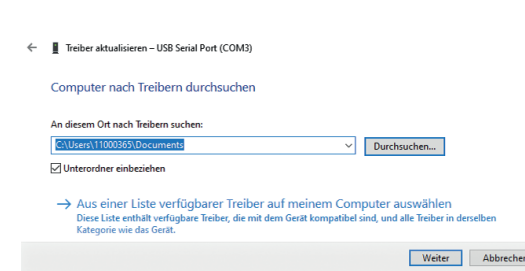 Treiber aktualisieren – USB Serial Port (COM3)
Computer nach Treibern durchsuchen
An diesem Ort nach Treibern suchen:
C:\Users\11000365\Documents
Durchsuchen...
Unterordner einbeziehen
Aus einer Liste verfügbarer Treiber auf meinem Computer auswählen
Diese Liste enthält verfügbare Treiber, die mit dem Gerät kompatibel sind, und alle Treiber in derselben
Kategorie wie das Gerät.
Weiter Abbrechen